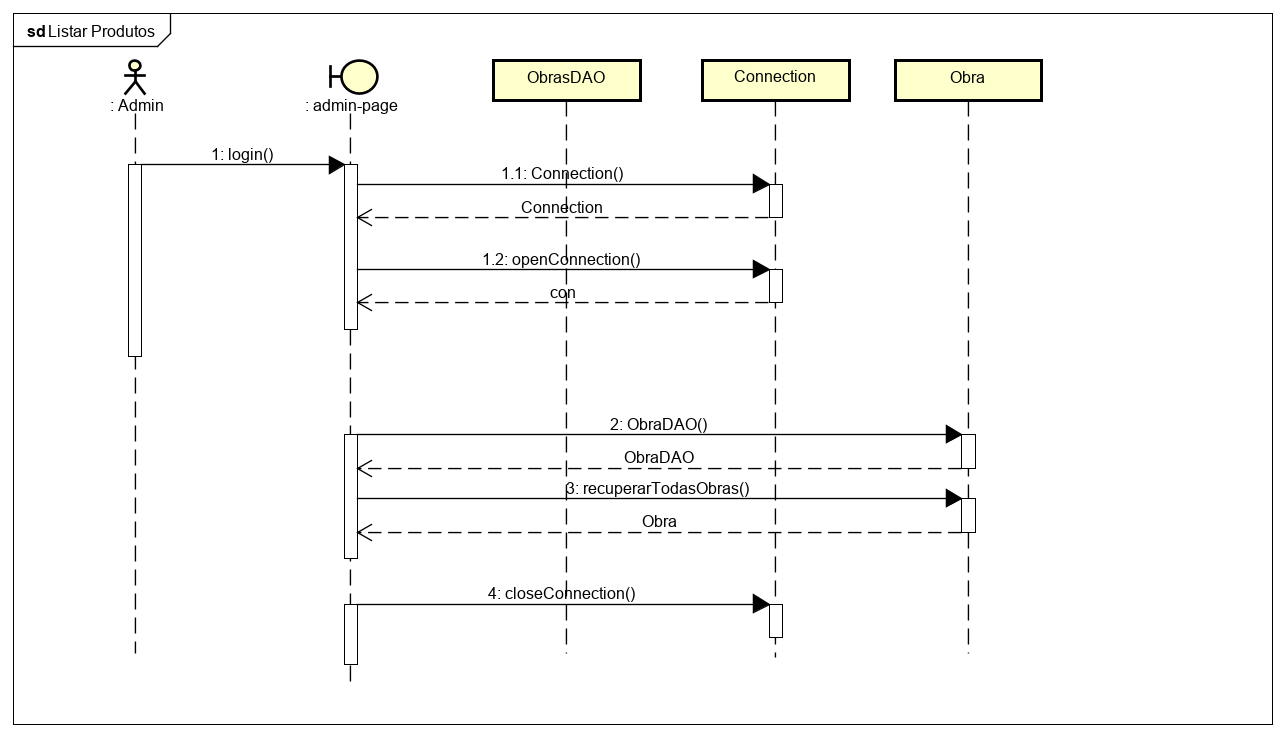 sd Listar Produtos
: Admin
: admin-page
ObrasDAO
Connection
Obra
1: login()
1.1: Connection()
Connection
1.2: openConnection()
con
2: ObraDAO()
ObraDAO
3: recuperarTodasObras()
Obra
4: closeConnection()